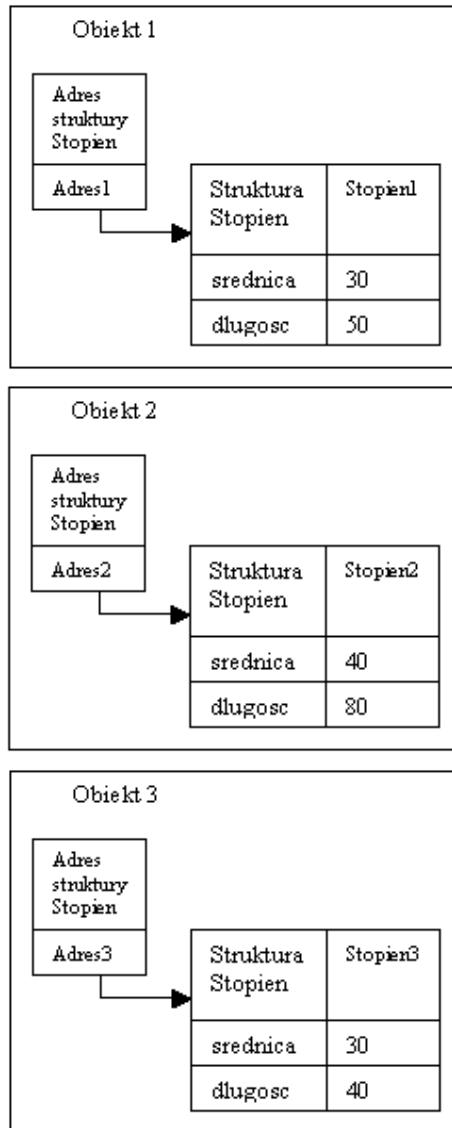 Obiekt 1
Adres
struktury
Stopien
Adres1
Struktura Stopien1
Stopien
srednica 30
dlugosc 50
Obiekt 2
Adres
struktury
Stopien
Adres2
Struktura Stopien2
Stopien
srednica 40
dlugosc 80
Obiekt 3
Adres
struktury
Stopien
Adres3
Struktura Stopien3
Stopien
srednica 30
dlugosc 40